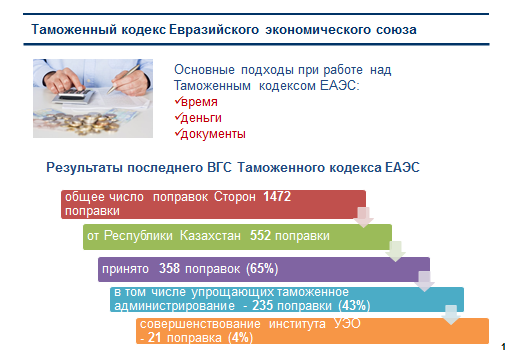 Таможенный кодекс Евразийского экономического союза
Основные подходы при работе над
Таможенным кодексом ЕАЭС:
✓время
✓деньги
✓документы
Результаты последнего ВГС Таможенного кодекса ЕАЭС
общее число поправок Сторон 1472
поправки
от Республики Казахстан 552 поправки
принято 358 поправок (65%)
в том числе упрощающих таможенное
администрирование - 235 поправки (43%)
совершенствование института УЭО
- 21 поправка (4%)
1